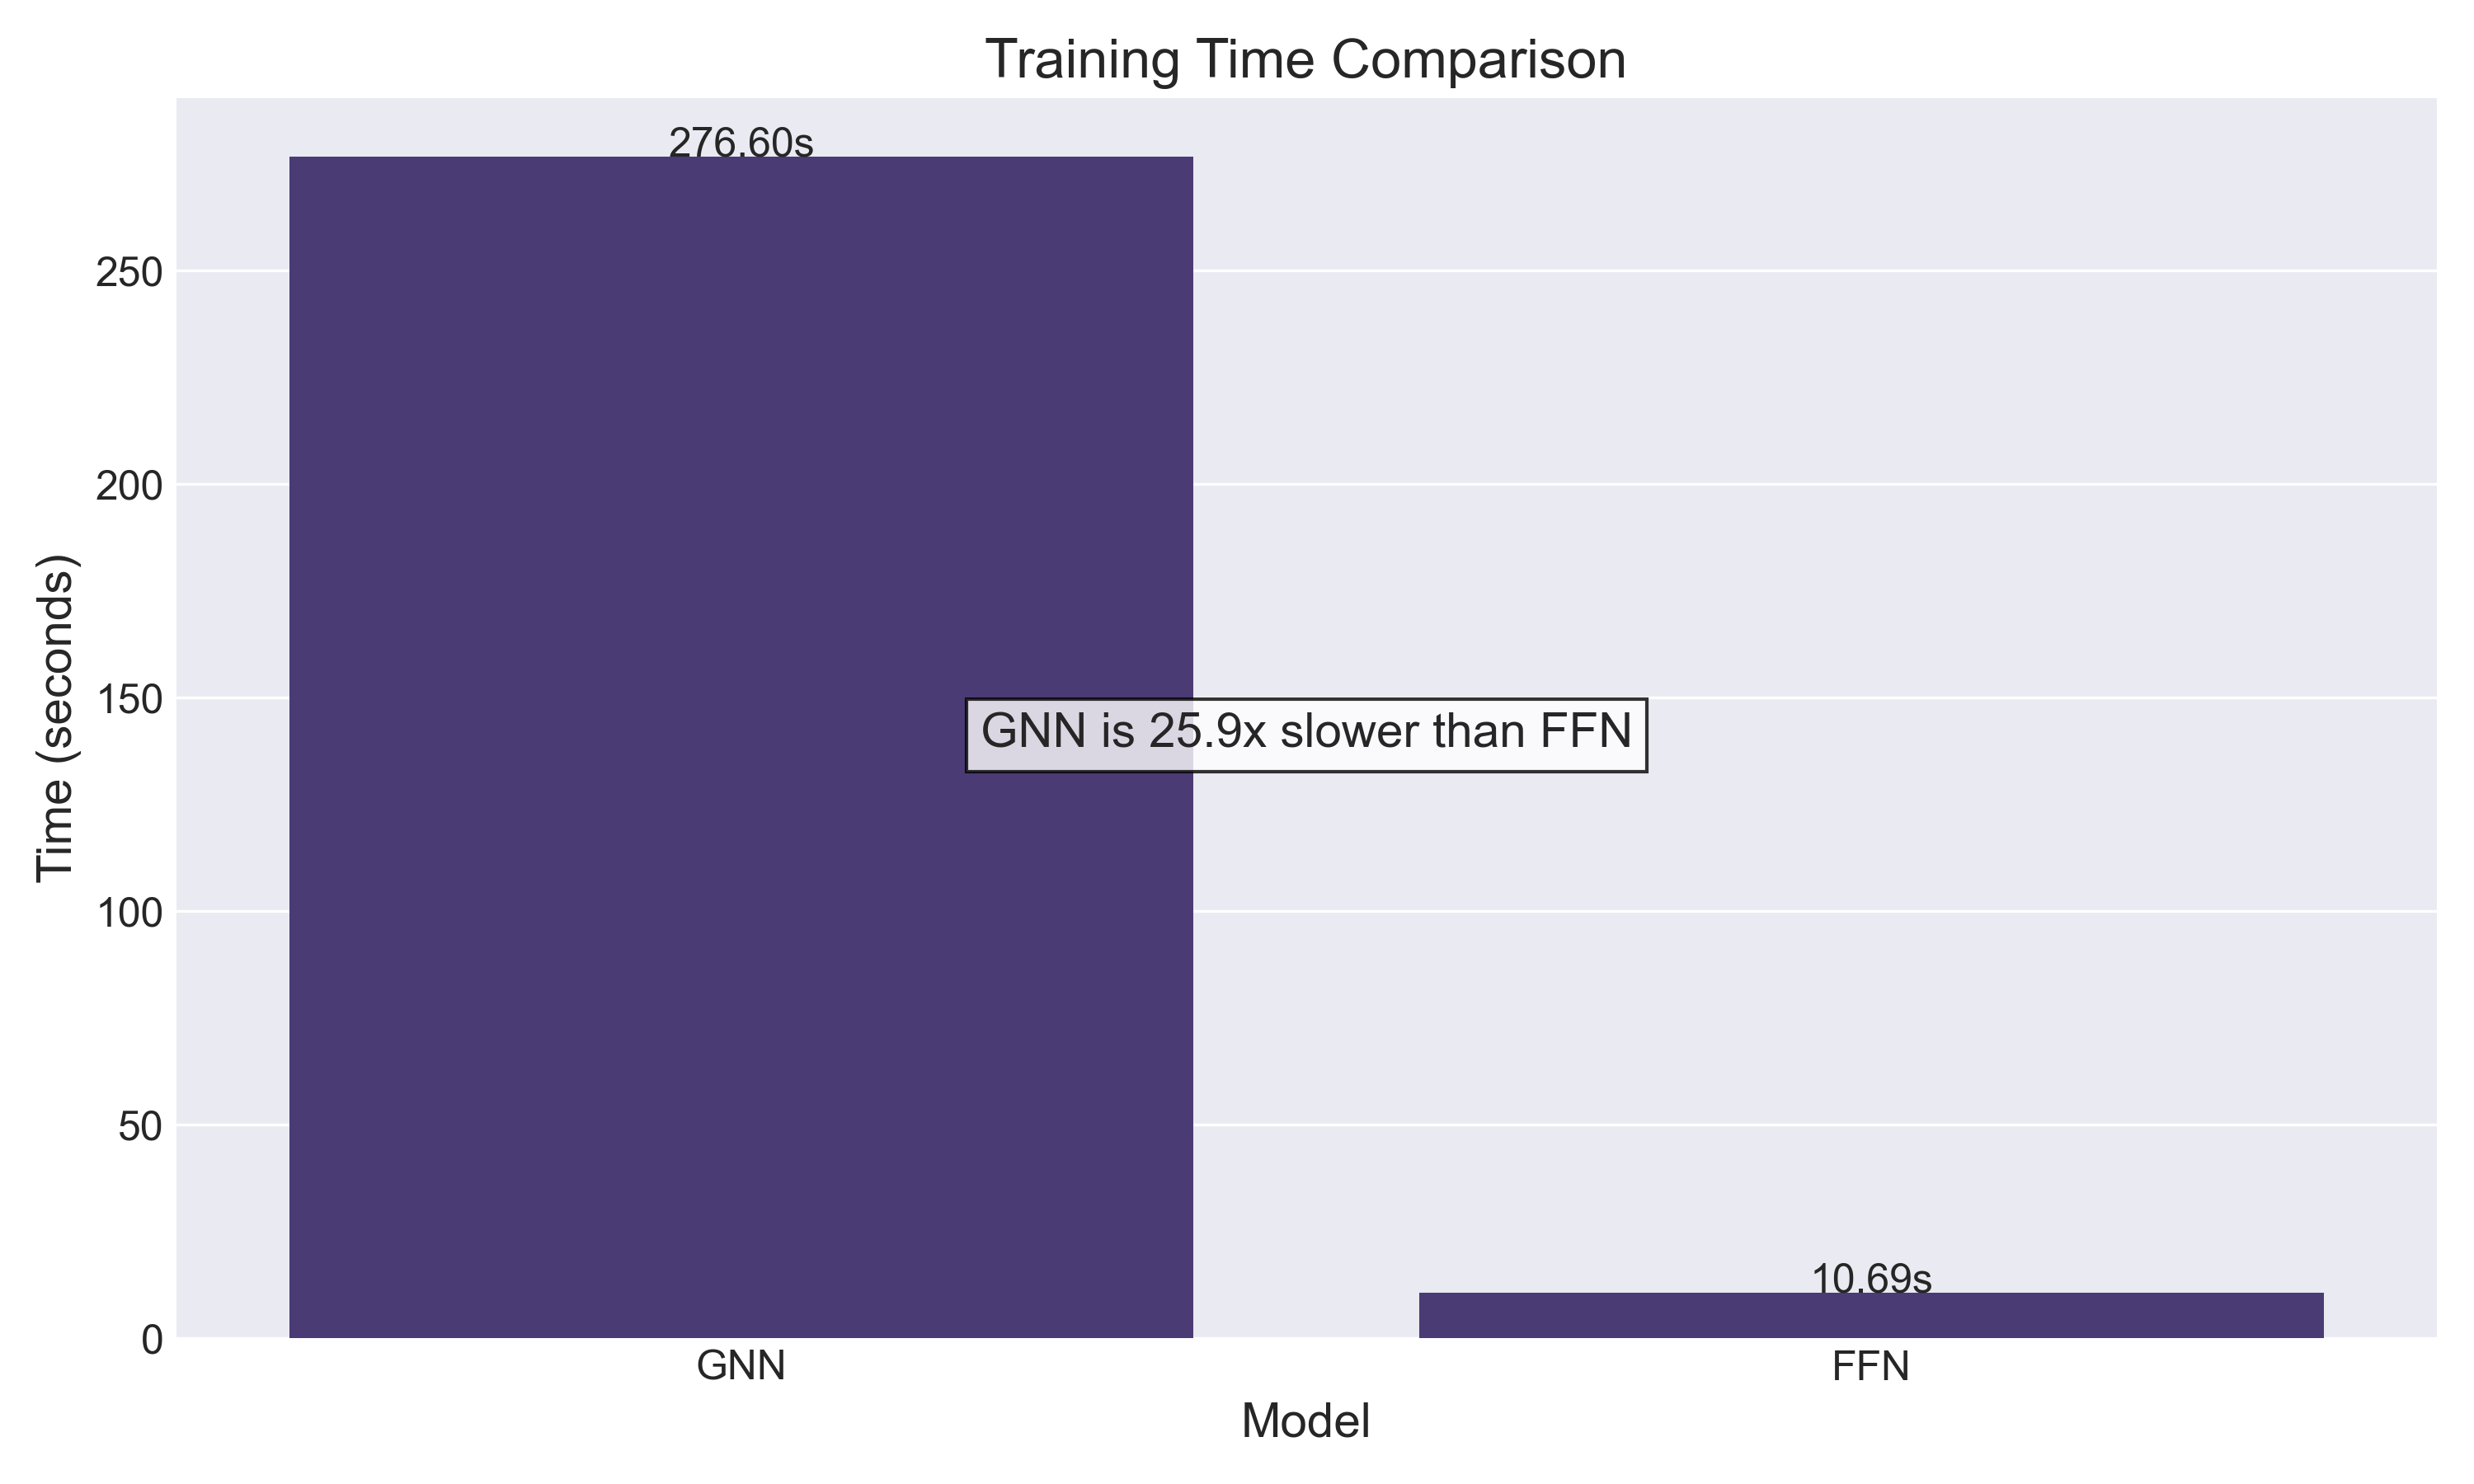 Training Time Comparison
276.60s
250
200
150
100
50
0
Time (seconds)
GNN is 25.9x slower than FFN
10.69s
GNN
FFN
Model